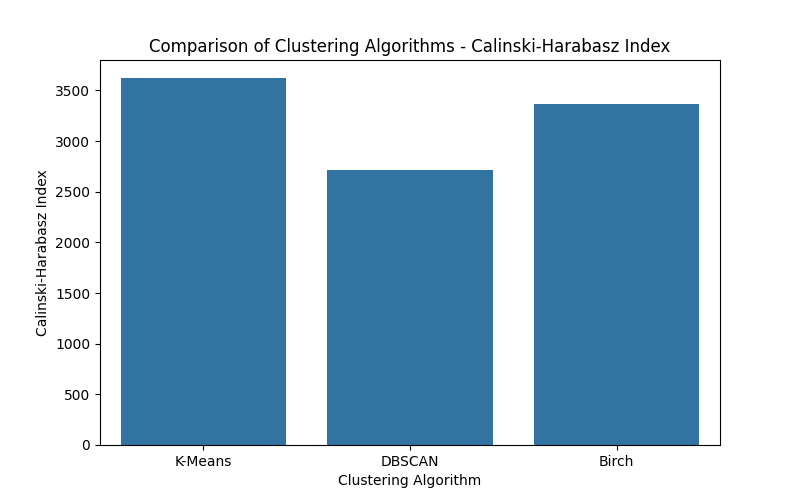 Comparison of Clustering Algorithms - Calinski-Harabasz Index
Calinski-Harabasz Index
3500
3000
2500
2000
1500
1000
500
0
K-Means DBSCAN Birch
Clustering Algorithm